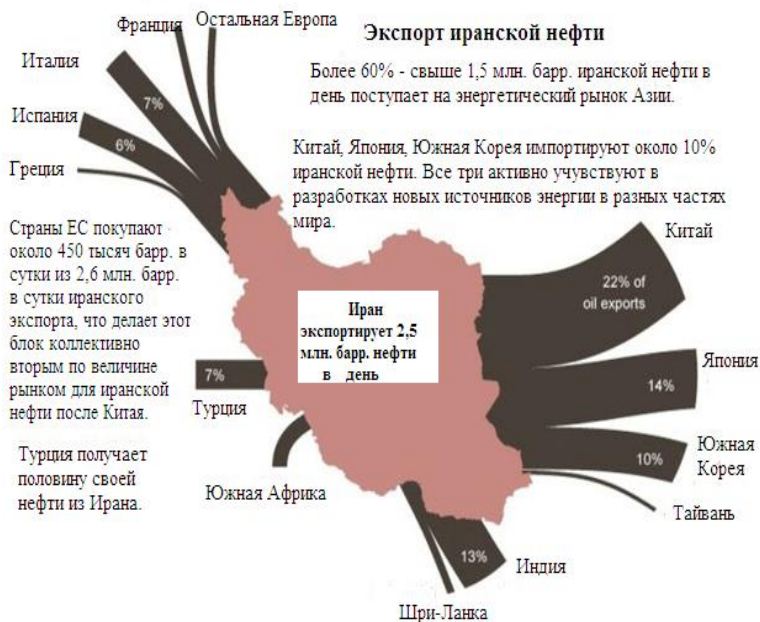 Франция
Остальная Европа
Экспорт иранской нефти
Италия
7%
Более 60% - свыше 1,5 млн. барр. иранской нефти в
день поступает на энергетический рынок Азии.
Испания
6%
Греция
Китай, Япония, Южная Корея импортируют около 10%
иранской нефти. Все три активно учувствуют в
разработках новых источников энергии в разных частях
мира.
Страны ЕС покупают
около 450 тысяч барр. в
сутки из 2,6 млн. барр.
в сутки иранского
экспорта, что делает этот
блок коллективно
вторым по величине
рынком для иранской
нефти после Китая.
Китай
22% of
oil exports
Иран
экспортирует 2,5
млн. барр. нефти
в день
Япония
14%
7%
Турция
Южная
Корея
10%
Турция получает
половину своей
нефти из Ирана.
Южная Африка
Тайвань
13%
Индия
Шри-Ланка